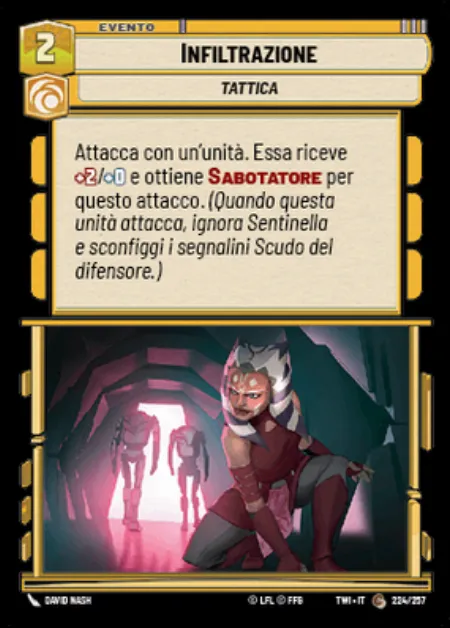 2
EVENTO
INFILTRAZIONE
TATTICA
Attacca con un'unità. Essa riceve
+2/+0 e ottiene SABOTATORE per
questo attacco. (Quando questa
unità attacca, ignora Sentinella
e sconfiggi i segnalini Scudo del
difensore.)
DAVID NASH
© LFL © FFG
TWI • IT
C
224/257